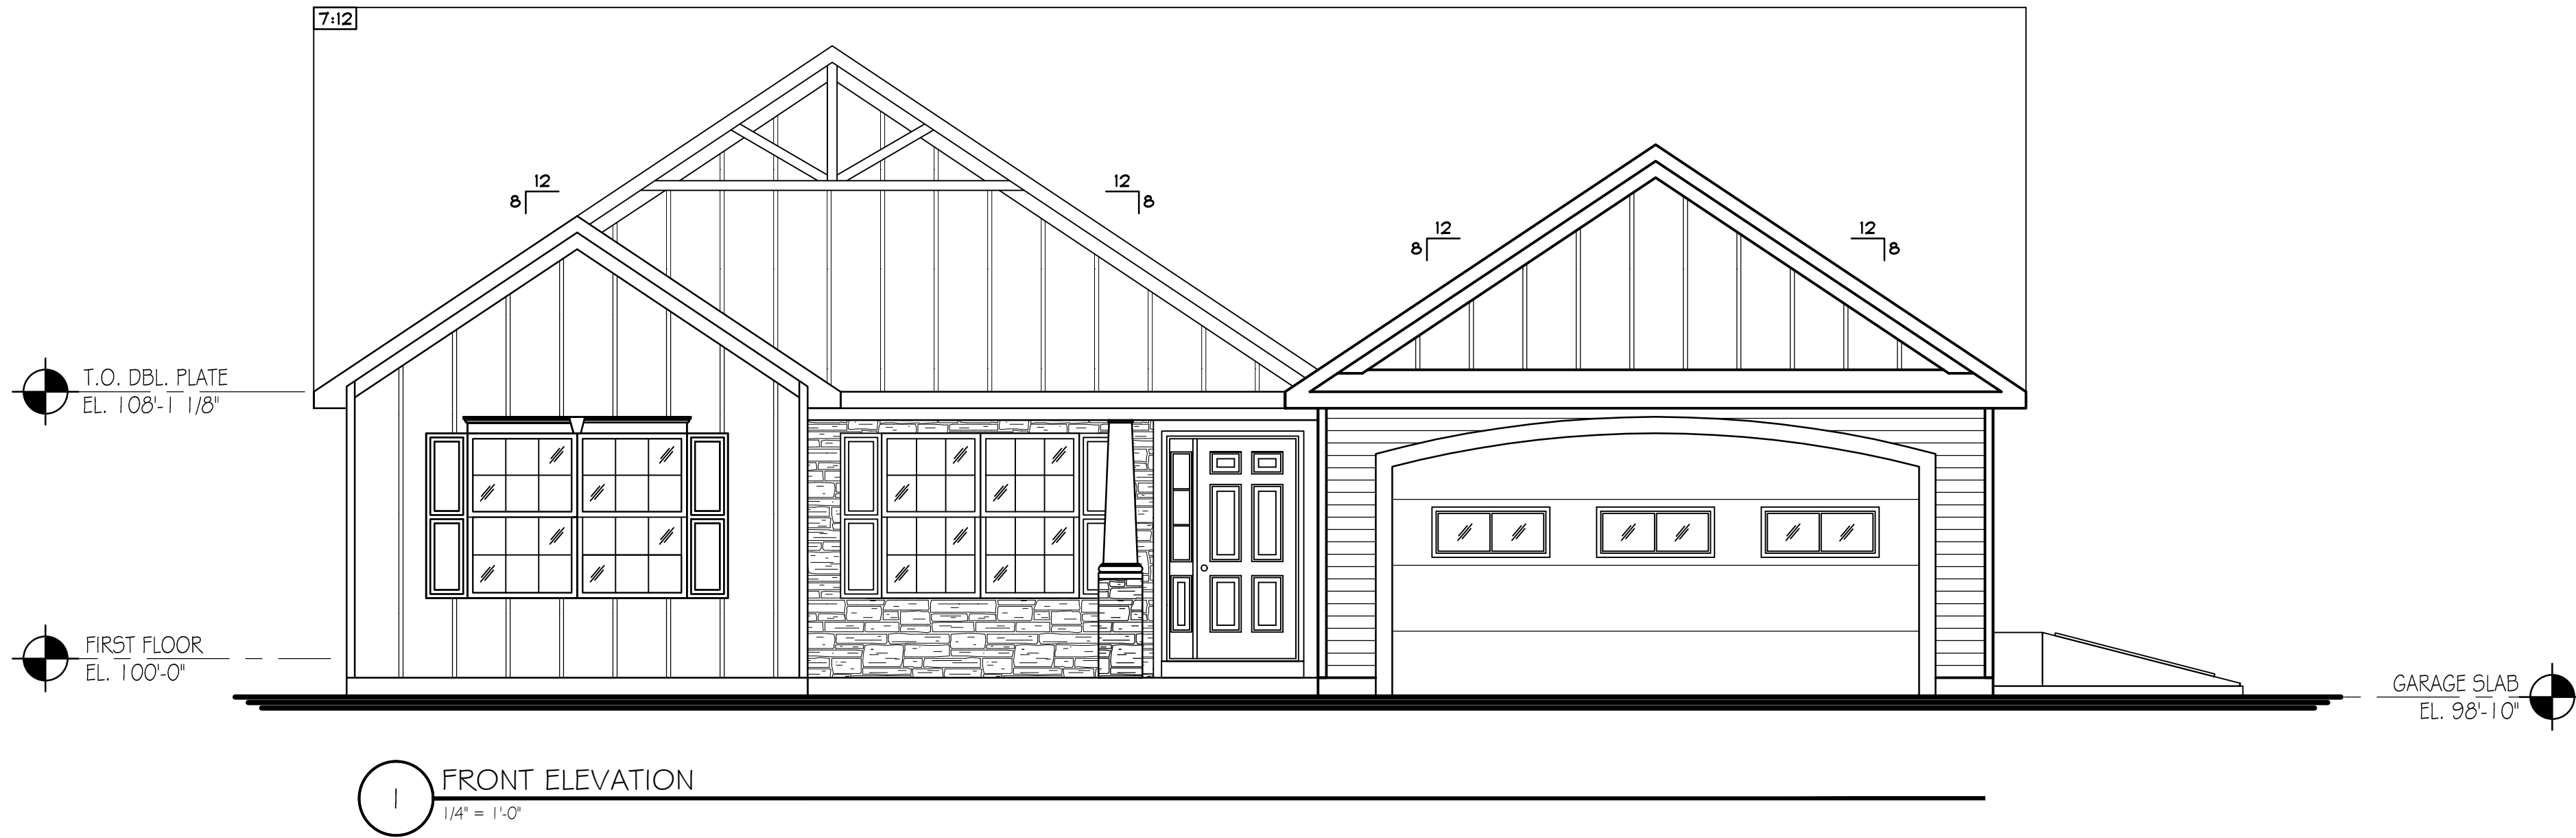 7:12
12
8
12
8
12
8
12
8
T.O. DBL. PLATE
EL. 108'-1 1/8"
FIRST FLOOR
EL. 100'-0"
GARAGE SLAB
EL. 98'-10"
1
FRONT ELEVATION
1/4" = 1'-0"